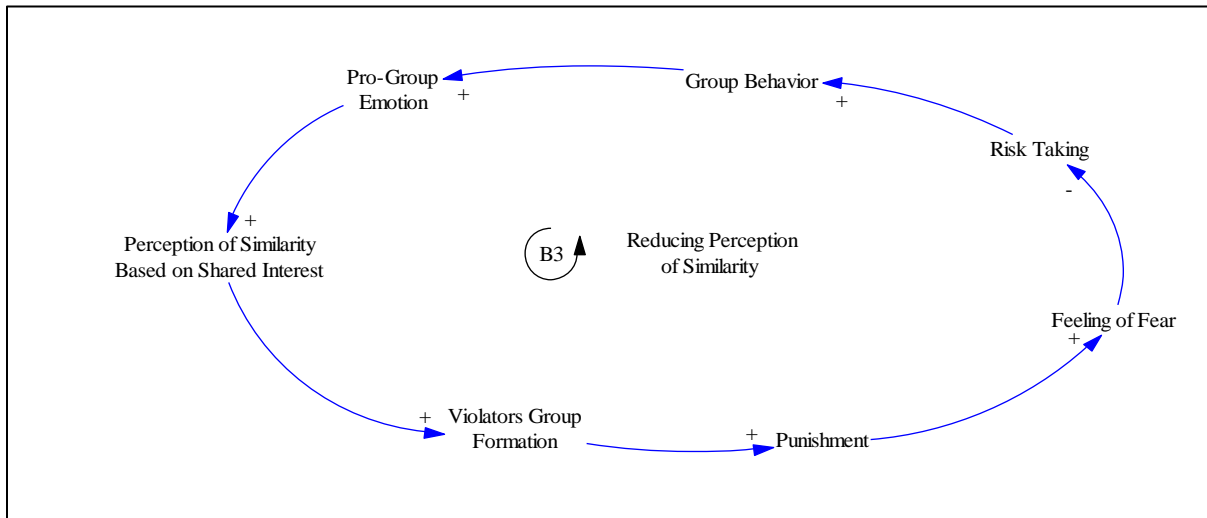 Pro-Group
Emotion
+
Group Behavior
+
Risk Taking
-
+
Perception of Similarity
Based on Shared Interest
B3
Reducing Perception
of Similarity
Feeling of Fear
+
+
Violators Group
Formation
+
Punishment